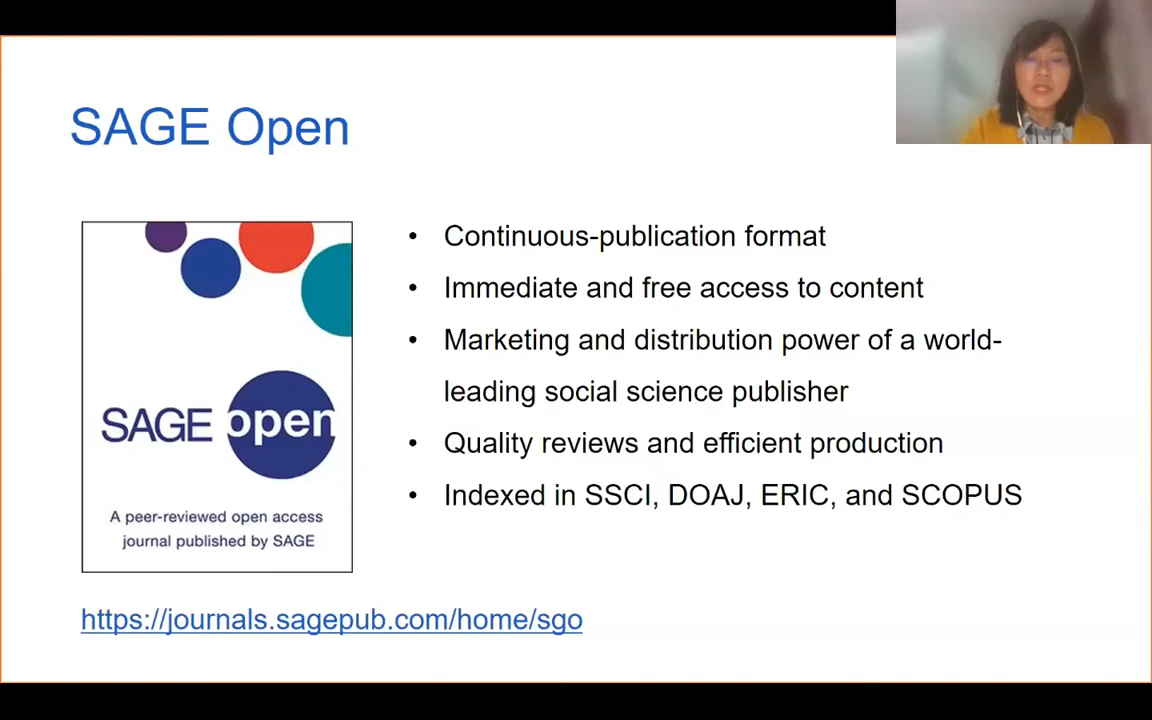 SAGE Open
SAGE open
A peer-reviewed open access
journal published by SAGE
• Continuous-publication format
• Immediate and free access to content
• Marketing and distribution power of a world-
leading social science publisher
• Quality reviews and efficient production
• Indexed in SSCI, DOAJ, ERIC, and SCOPUS
https://journals.sagepub.com/home/sgo